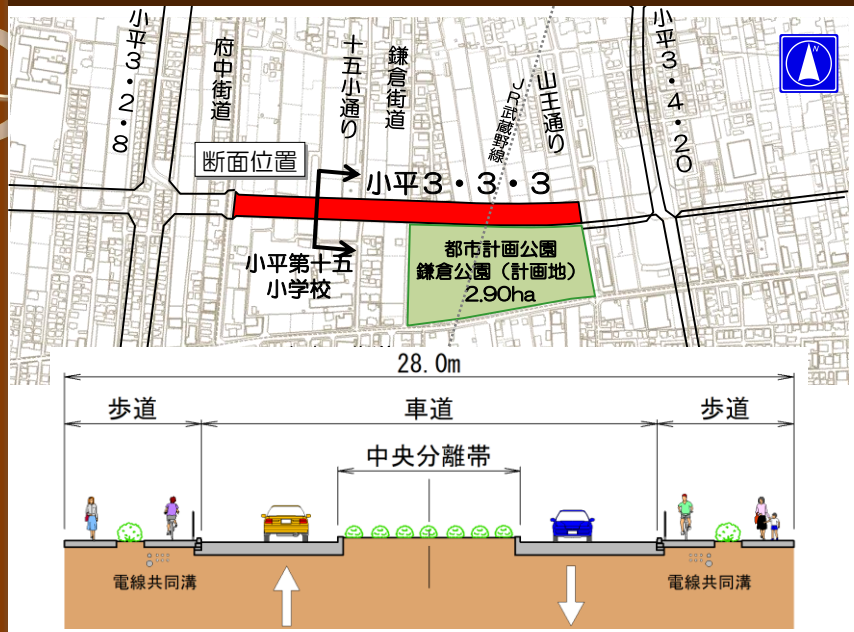 小平3・2・8
府中街道
十五小通り
鎌倉街道
JR武蔵野線
山王通り
小平3・4・20
N
断面位置
小平3・3・3
小平第十五
小学校
都市計画公園
鎌倉公園（計画地）
2.90ha
28.0m
歩道
車道
歩道
中央分離帯
電線共同溝
電線共同溝